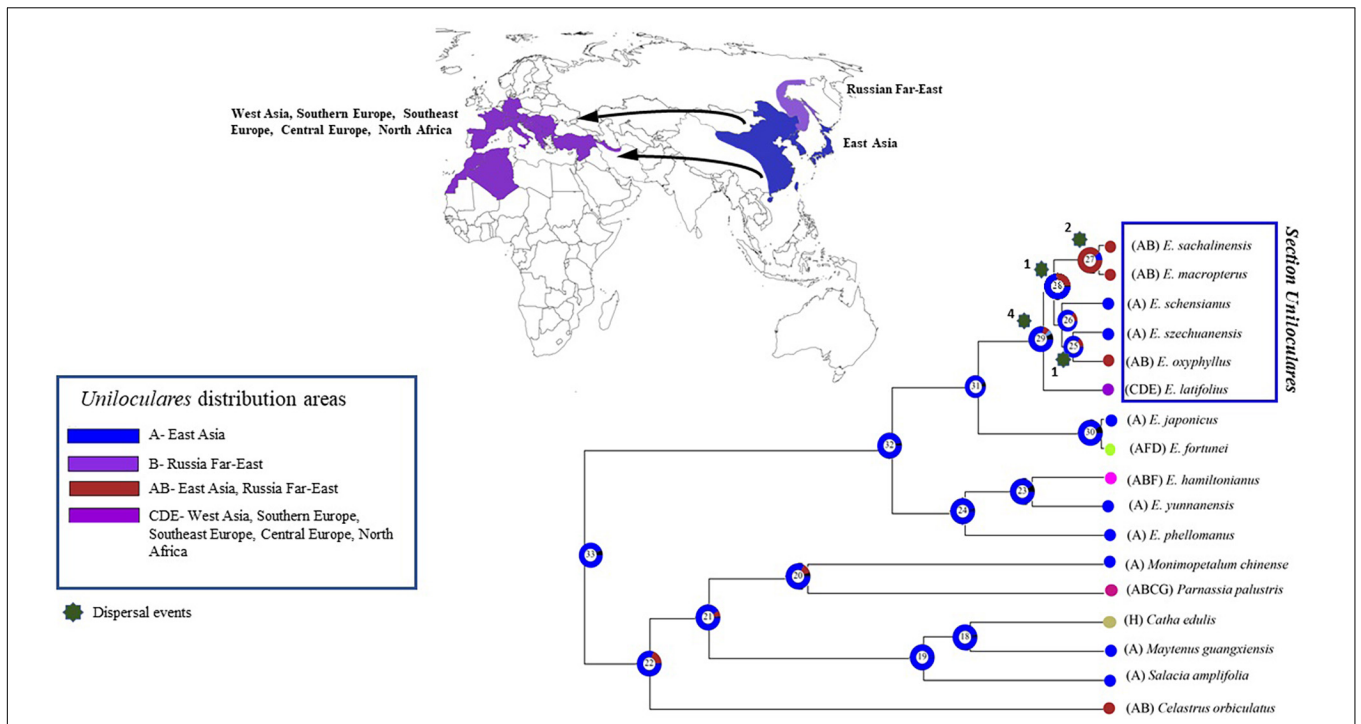 Russian Far-East
West Asia, Southern Europe, Southeast
Europe, Central Europe, North Africa
East Asia
Uniloculares distribution areas
A- East Asia
B- Russia Far-East
AB- East Asia, Russia Far-East
CDE- West Asia, Southern Europe,
Southeast Europe, Central Europe, North
Africa
Dispersal events
Section Uniloculares
2
(AB) E. sachalinensis
27
1
(AB) E. macropterus
28
(A) E. schensianus
4
26
(A) E. szechuanensis
29
25
1
(AB) E. oxyphyllus
31
(CDE) E. latifolius
(A) E. japonicus
30
32
(AFD) E. fortunei
(ABF) E. hamiltonianus
23
(A) E. yunnanensis
24
(A) E. phellomanus
33
(A) Monimopetalum chinense
20
(ABCG) Parnassia palustris
21
(H) Catha edulis
18
(A) Maytenus guangxiensis
19
22
(A) Salacia amplifolia
(AB) Celastrus orbiculatus